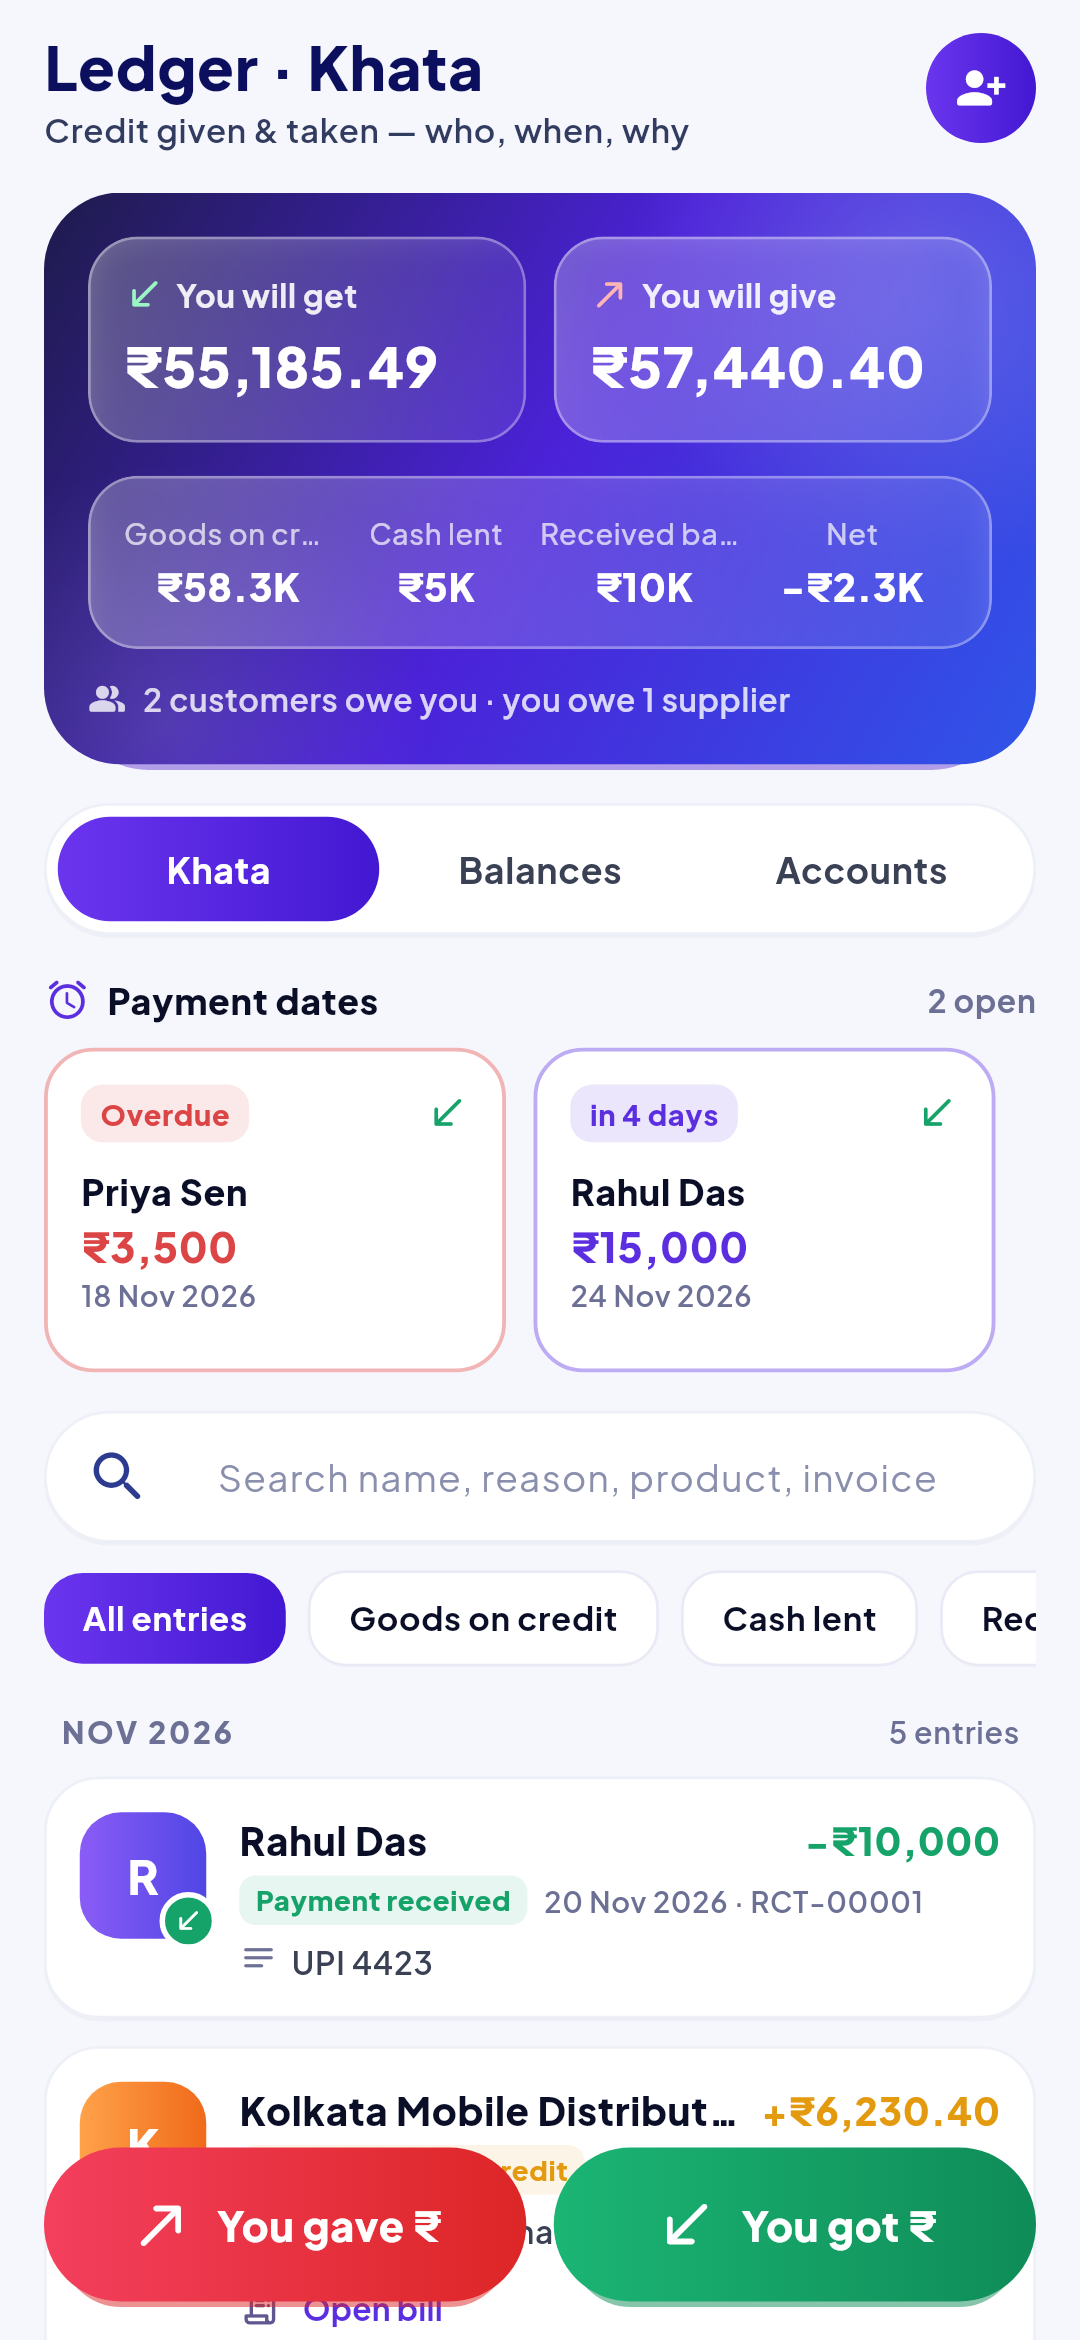 Ledger · Khata
Credit given & taken — who, when, why
You will get
₹55,185.49
You will give
₹57,440.40
Goods on cr...
₹58.3K
Cash lent
₹5K
Received ba...
₹10K
Net
-₹2.3K
2 customers owe you · you owe 1 supplier
Khata
Balances
Accounts
Payment dates
2 open
Overdue
Priya Sen
₹3,500
18 Nov 2026
in 4 days
Rahul Das
₹15,000
24 Nov 2026
Search name, reason, product, invoice
All entries
Goods on credit
Cash lent
NOV 2026
5 entries
R
Rahul Das
-₹10,000
Payment received
20 Nov 2026 · RCT-00001
UPI 4423
K
Kolkata Mobile Distribut...
+₹6,230.40
You gave ₹
You got ₹
Open bill